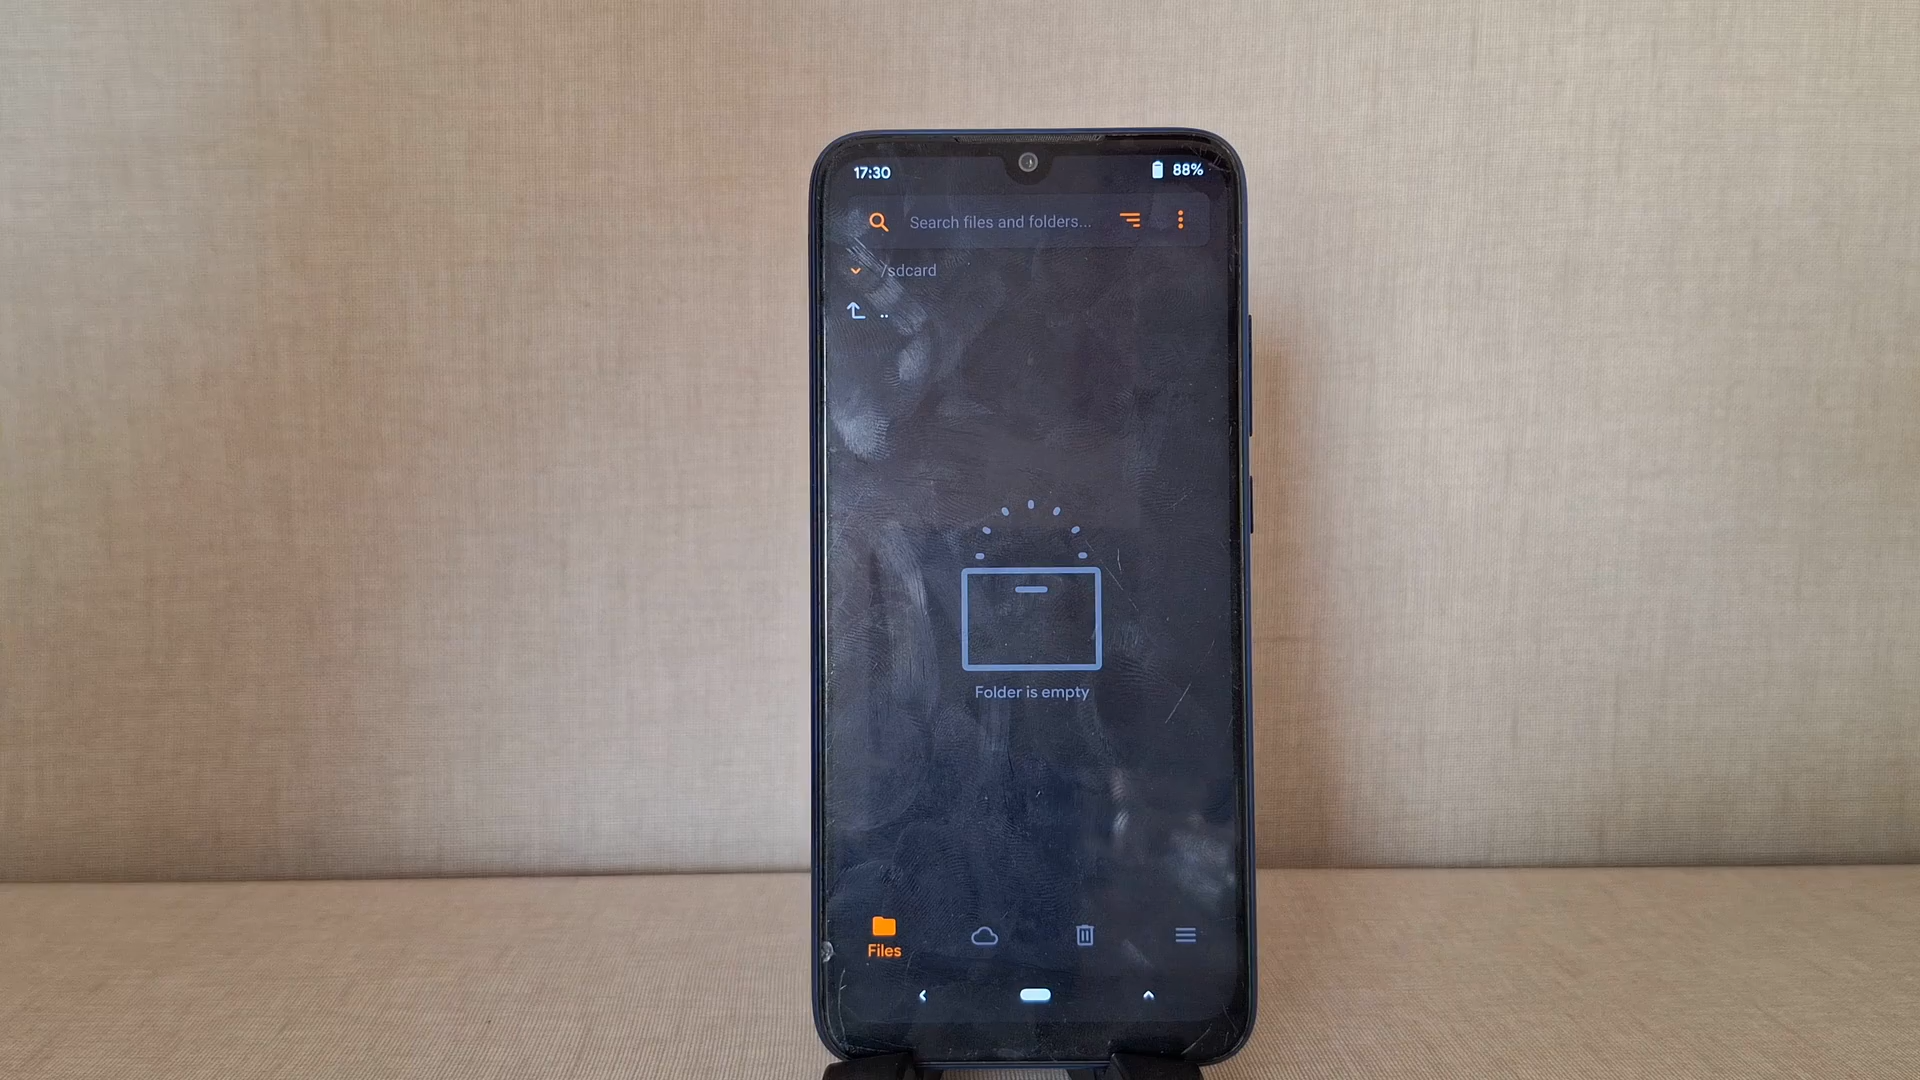 17:30
88%
Search files and folders...
/sdcard
..
Folder is empty
Files